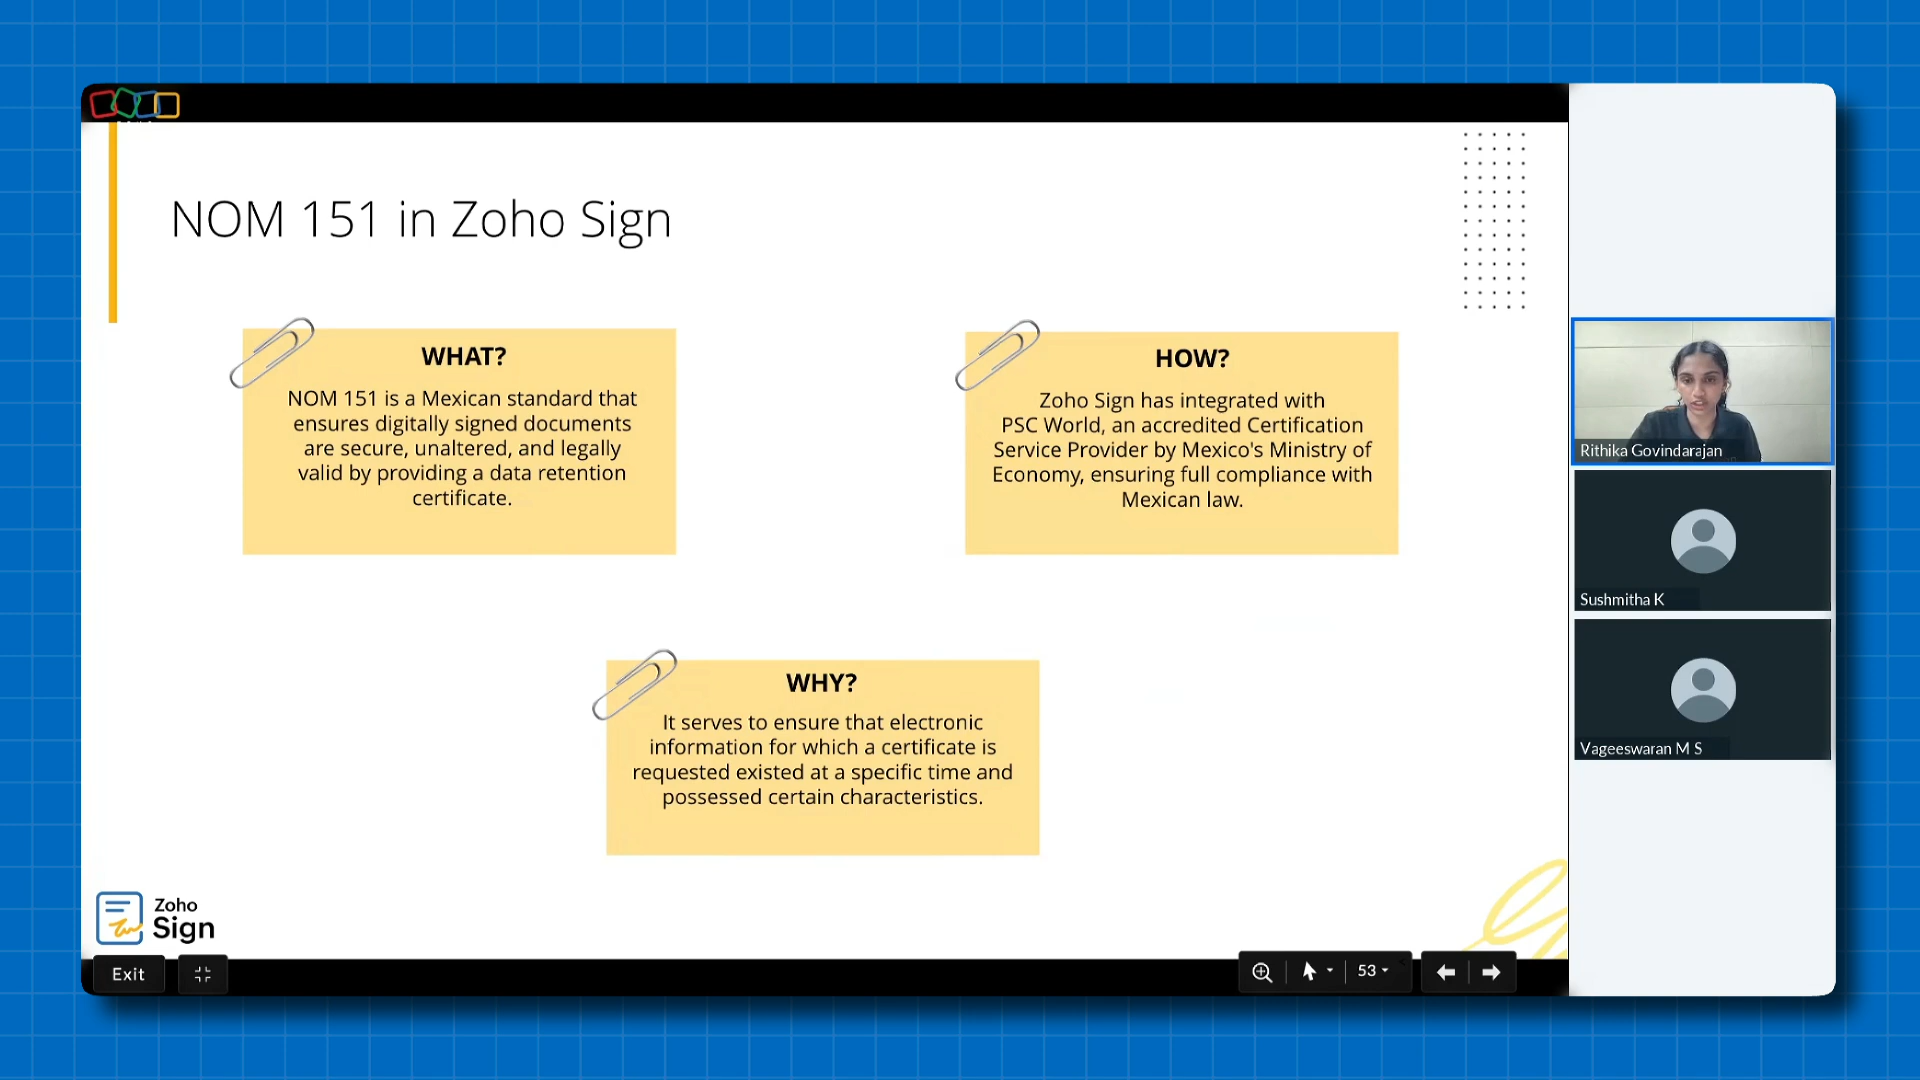 NOM 151 in Zoho Sign
WHAT?
NOM 151 is a Mexican standard that
ensures digitally signed documents
are secure, unaltered, and legally
valid by providing a data retention
certificate.
HOW?
Zoho Sign has integrated with
PSC World, an accredited Certification
Service Provider by Mexico's Ministry of
Economy, ensuring full compliance with
Mexican law.
WHY?
It serves to ensure that electronic
information for which a certificate is
requested existed at a specific time and
possessed certain characteristics.
Zoho
Sign
Exit
53
Rithika Govindarajan
Sushmitha K
Vageeswaran M S